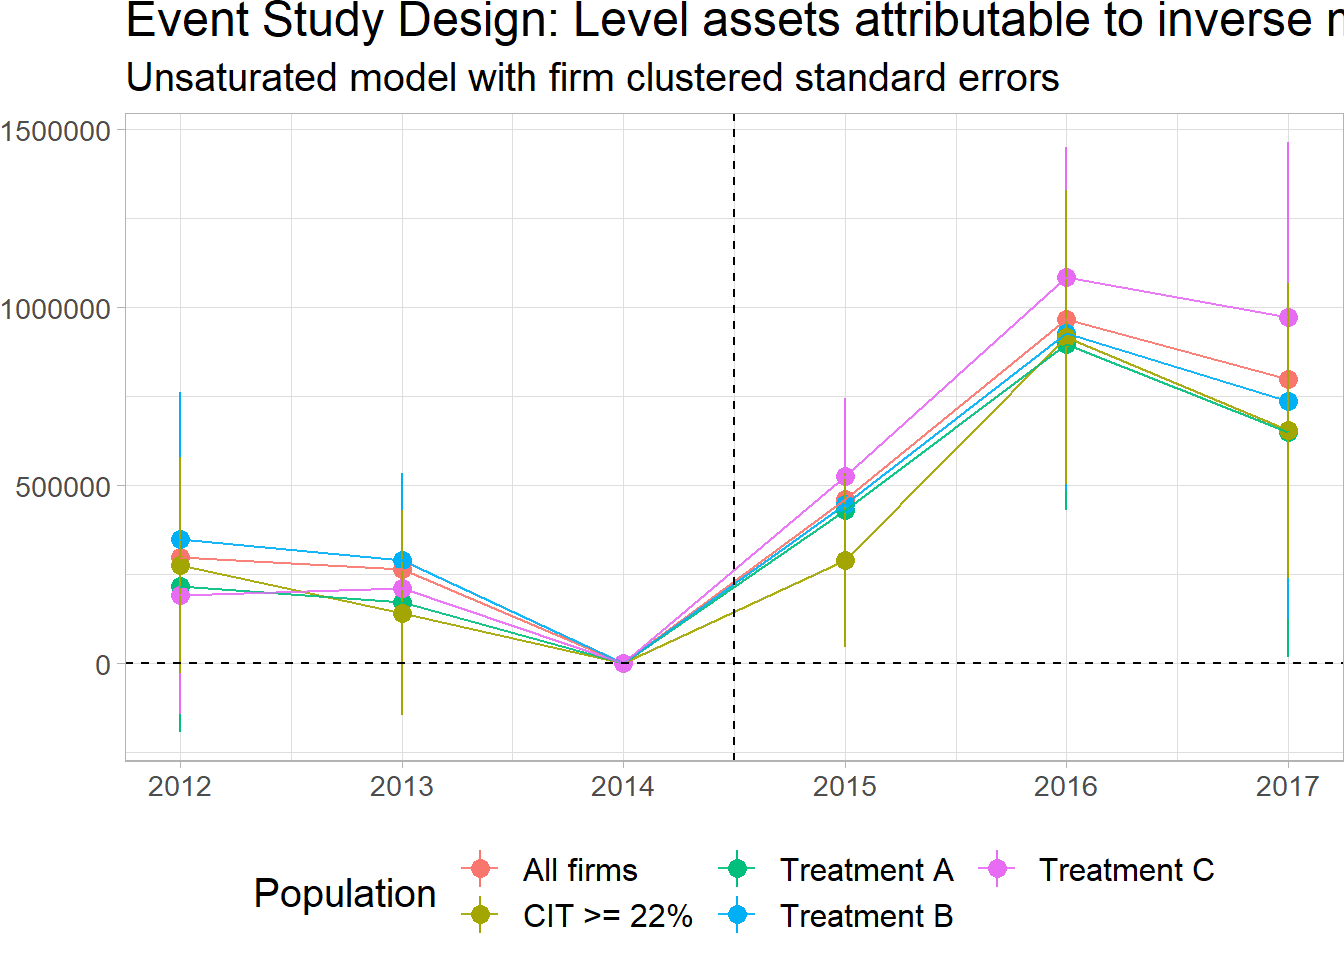 Event Study Design: Level assets attributable to inverse
Unsaturated model with firm clustered standard errors
1500000
1000000
500000
0
2012 2013 2014 2015 2016 2017
Population
All firms Treatment A Treatment C
CIT >= 22% Treatment B